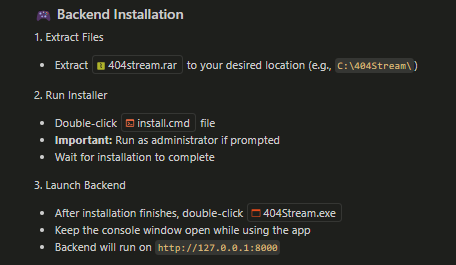 🎮 Backend Installation
1. Extract Files
• Extract 404stream.rar to your desired location (e.g., C:\404Stream\)
2. Run Installer
• Double-click install.cmd file
• Important: Run as administrator if prompted
• Wait for installation to complete
3. Launch Backend
• After installation finishes, double-click 404Stream.exe
• Keep the console window open while using the app
• Backend will run on http://127.0.0.1:8000